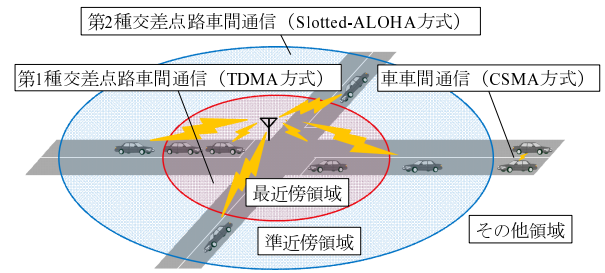 第2種交差点路車間通信（Slotted-ALOHA方式）
第1種交差点路車間通信（TDMA方式）
車車間通信（CSMA方式）
最近傍領域
準近傍領域
その他領域